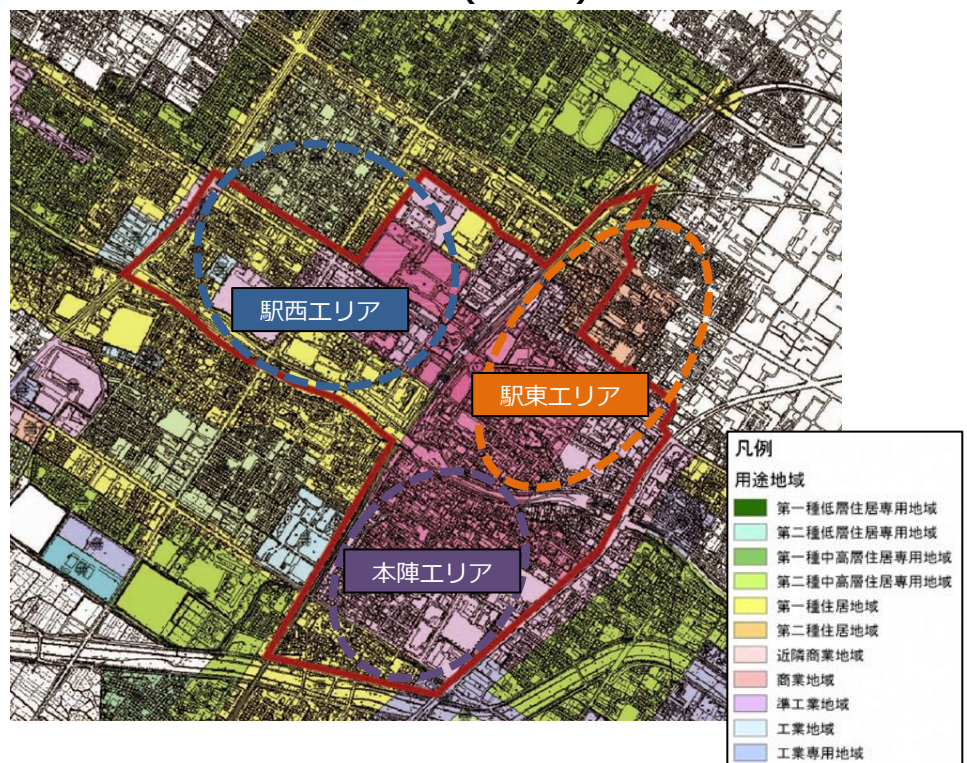 駅西エリア
駅東エリア
本陣エリア
凡例
用途地域
第一種低層住居専用地域
第二種低層住居専用地域
第一種中高層住居専用地域
第二種中高層住居専用地域
第一種住居地域
第二種住居地域
近隣商業地域
商業地域
準工業地域
工業地域
工業専用地域